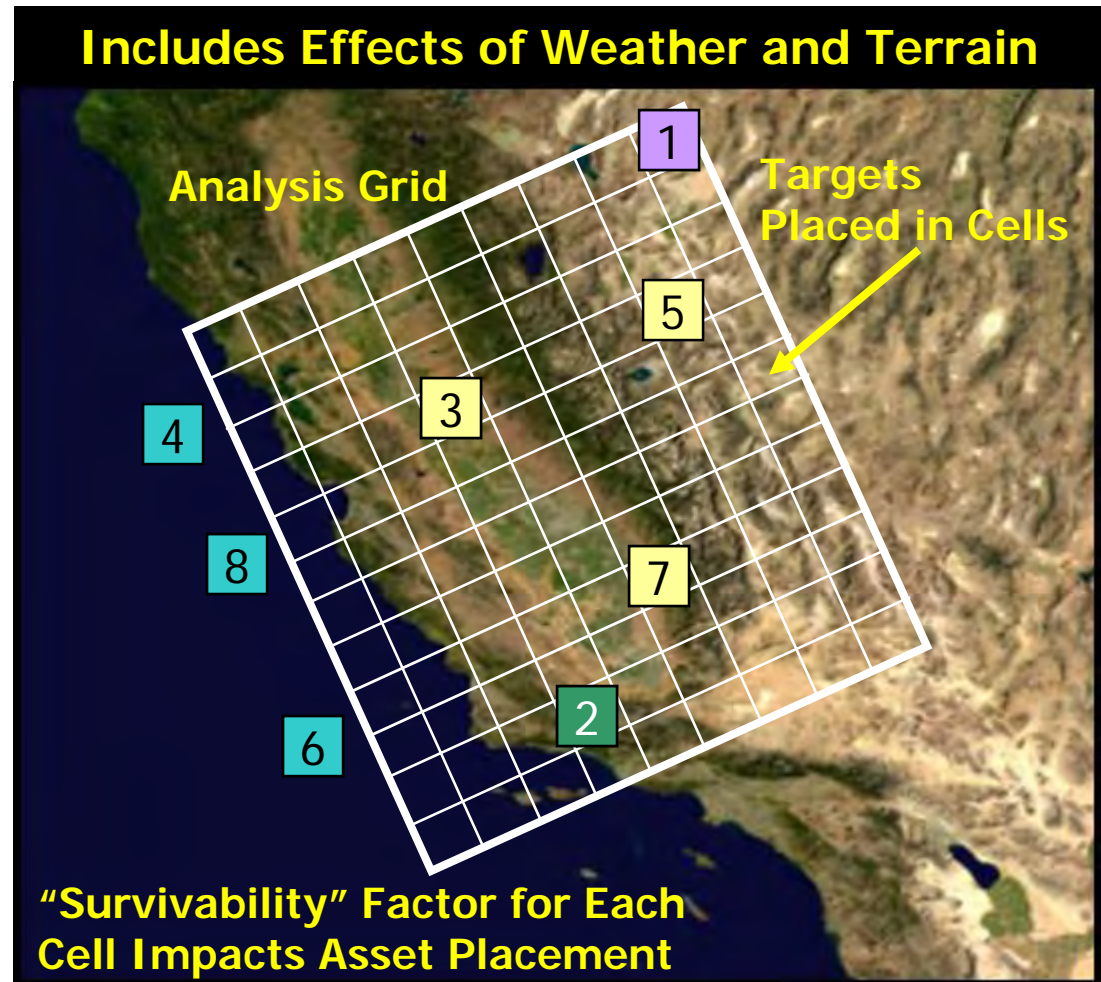 Includes Effects of Weather and Terrain
1
Targets
Placed in Cells
Analysis Grid
5
3
4
8
7
2
6
“Survivability” Factor for Each
Cell Impacts Asset Placement